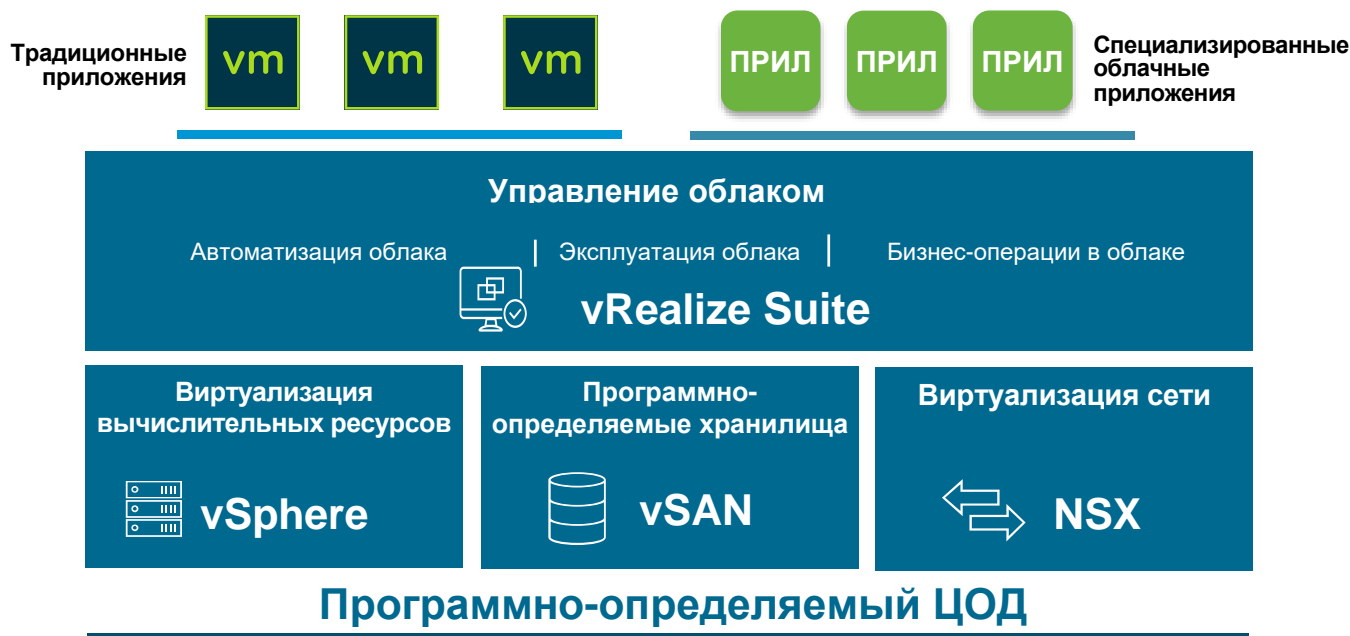 Традиционные
приложения
vm
vm
vm
ПРИЛ
ПРИЛ
ПРИЛ
Специализированные
облачные
приложения
Управление облаком
Автоматизация облака
Эксплуатация облака
Бизнес-операции в облаке
vRealize Suite
Виртуализация
вычислительных ресурсов
vSphere
Программно-
определяемые хранилища
vSAN
Виртуализация сети
NSX
Программно-определяемый ЦОД